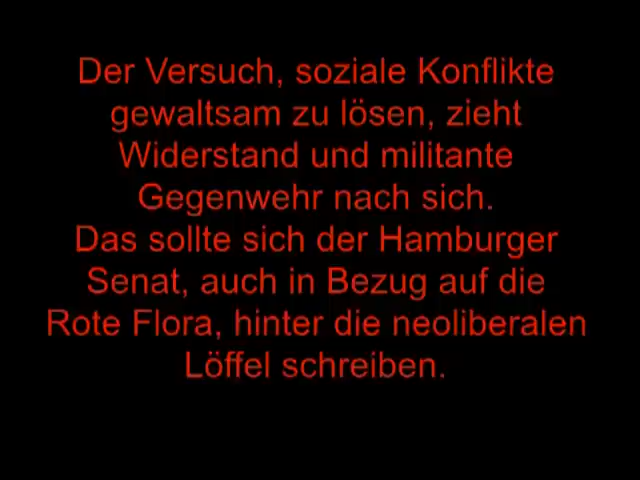 Der Versuch, soziale Konflikte
gewaltsam zu lösen, zieht
Widerstand und militante
Gegenwehr nach sich.
Das sollte sich der Hamburger
Senat, auch in Bezug auf die
Rote Flora, hinter die neoliberalen
Löffel schreiben.